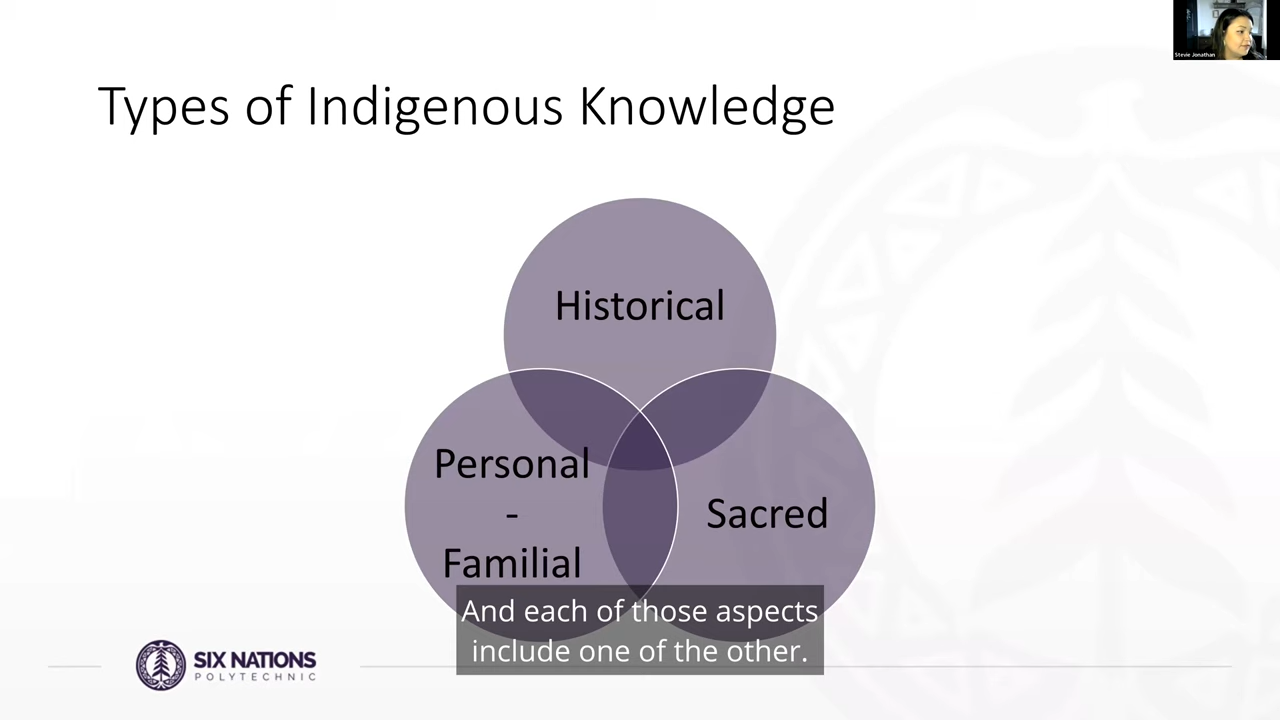 Stevie Jonathan
Types of Indigenous Knowledge
Historical
Personal
-
Familial
Sacred
And each of those aspects
include one of the other.
SIX NATIONS
POLYTECHNIC